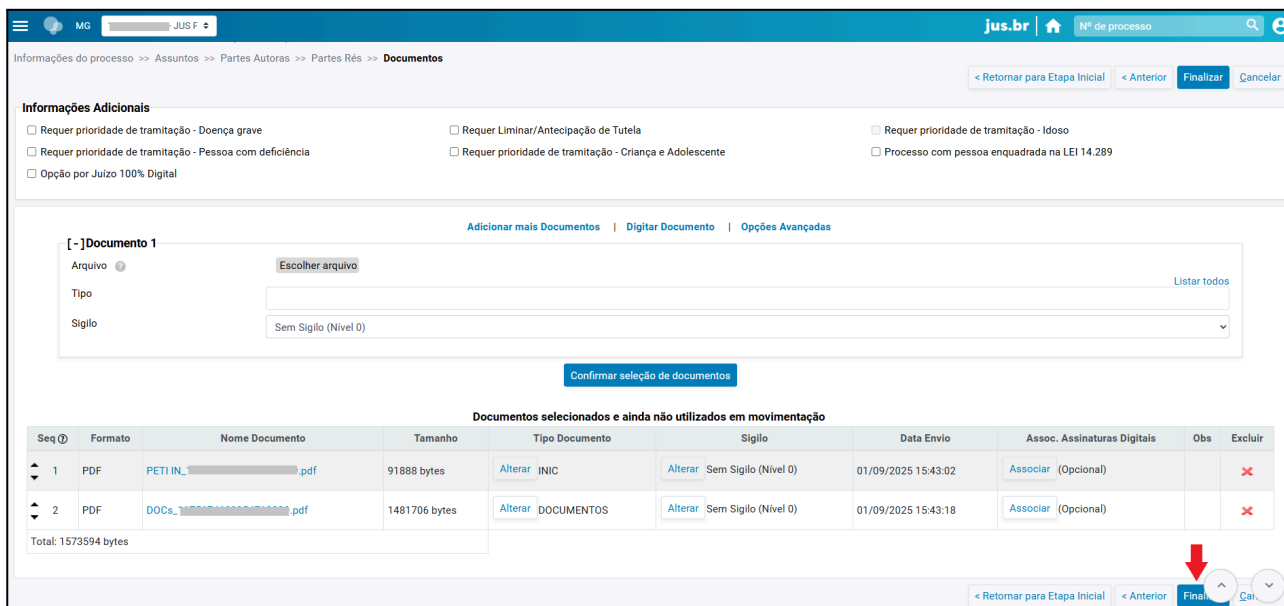 MG - JUS F jus.br Nº de processo
Informações do processo >> Assuntos >> Partes Autoras >> Partes Rés >> Documentos
< Retornar para Etapa Inicial < Anterior Finalizar Cancelar
Informações Adicionais
Requer prioridade de tramitação - Doença grave Requer Liminar/Antecipação de Tutela Requer prioridade de tramitação - Idoso
Requer prioridade de tramitação - Pessoa com deficiência Requer prioridade de tramitação - Criança e Adolescente Processo com pessoa enquadrada na LEI 14.289
Opção por Juízo 100% Digital
Adicionar mais Documentos | Digitar Documento | Opções Avançadas
[ - ] Documento 1
Arquivo ? Escolher arquivo
Listar todos
Tipo
Sigilo Sem Sigilo (Nível 0)
Confirmar seleção de documentos
Documentos selecionados e ainda não utilizados em movimentação
Seq ? Formato Nome Documento Tamanho Tipo Documento Sigilo Data Envio Assoc. Assinaturas Digitais Obs Excluir
1 PDF PETI IN_ .pdf 91888 bytes Alterar INIC Alterar Sem Sigilo (Nível 0) 01/09/2025 15:43:02 Associar (Opcional)
2 PDF DOCs_ .pdf 1481706 bytes Alterar DOCUMENTOS Alterar Sem Sigilo (Nível 0) 01/09/2025 15:43:18 Associar (Opcional)
Total: 1573594 bytes
< Retornar para Etapa Inicial < Anterior